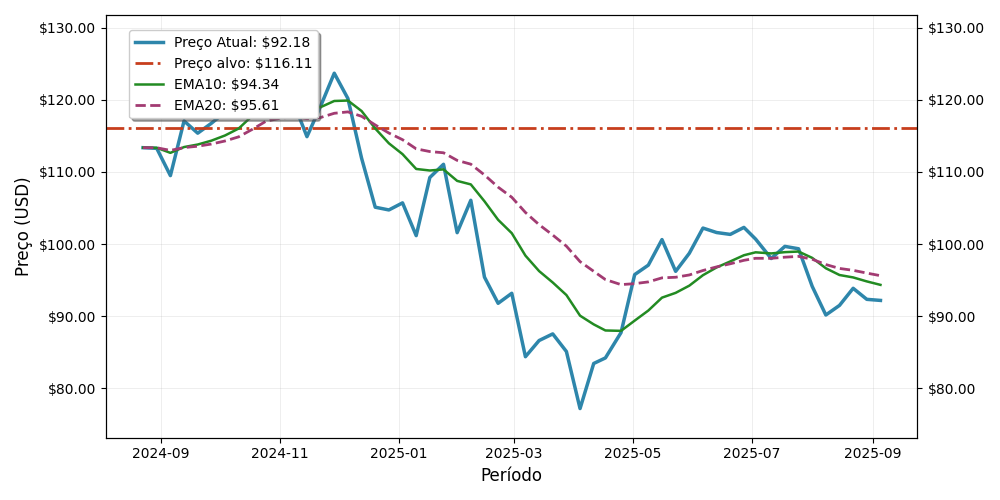 $130.00
$120.00
$110.00
$100.00
$90.00
$80.00
Preço (USD)
Preço Atual: $92.18
Preço alvo: $116.11
EMA10: $94.34
EMA20: $95.61
$130.00
$120.00
$110.00
$100.00
$90.00
$80.00
2024-09 2024-11 2025-01 2025-03 2025-05 2025-07 2025-09
Período